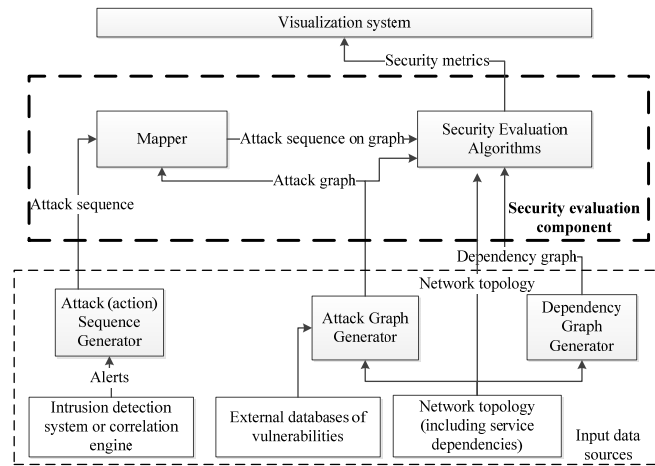 Visualization system
Security metrics
Mapper
Attack sequence on graph
Security Evaluation
Algorithms
Attack graph
Attack sequence
Security evaluation
component
Dependency graph
Network topology
Attack (action)
Sequence
Generator
Attack Graph
Generator
Dependency
Graph
Generator
Alerts
Intrusion detection
system or correlation
engine
External databases of
vulnerabilities
Network topology
(including service
dependencies)
Input data
sources